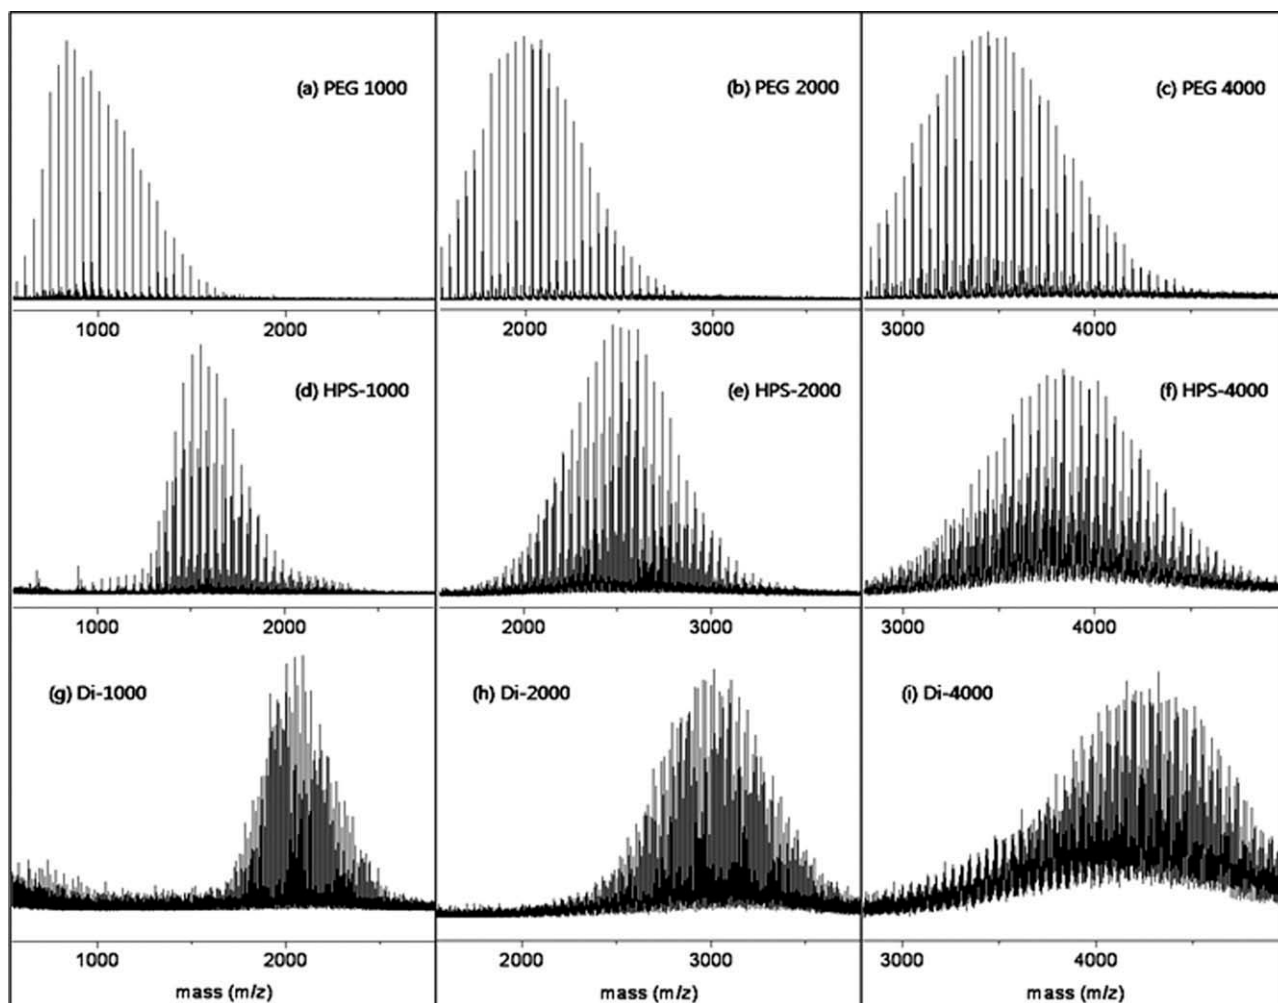 (a) PEG 1000
(b) PEG 2000
(c) PEG 4000
1000 2000
2000 3000
3000 4000
(d) HPS-1000
(e) HPS-2000
(f) HPS-4000
1000 2000
2000 3000
3000 4000
(g) Di-1000
(h) Di-2000
(i) Di-4000
1000 2000
2000 3000
3000 4000
mass (m/z)
mass (m/z)
mass (m/z)